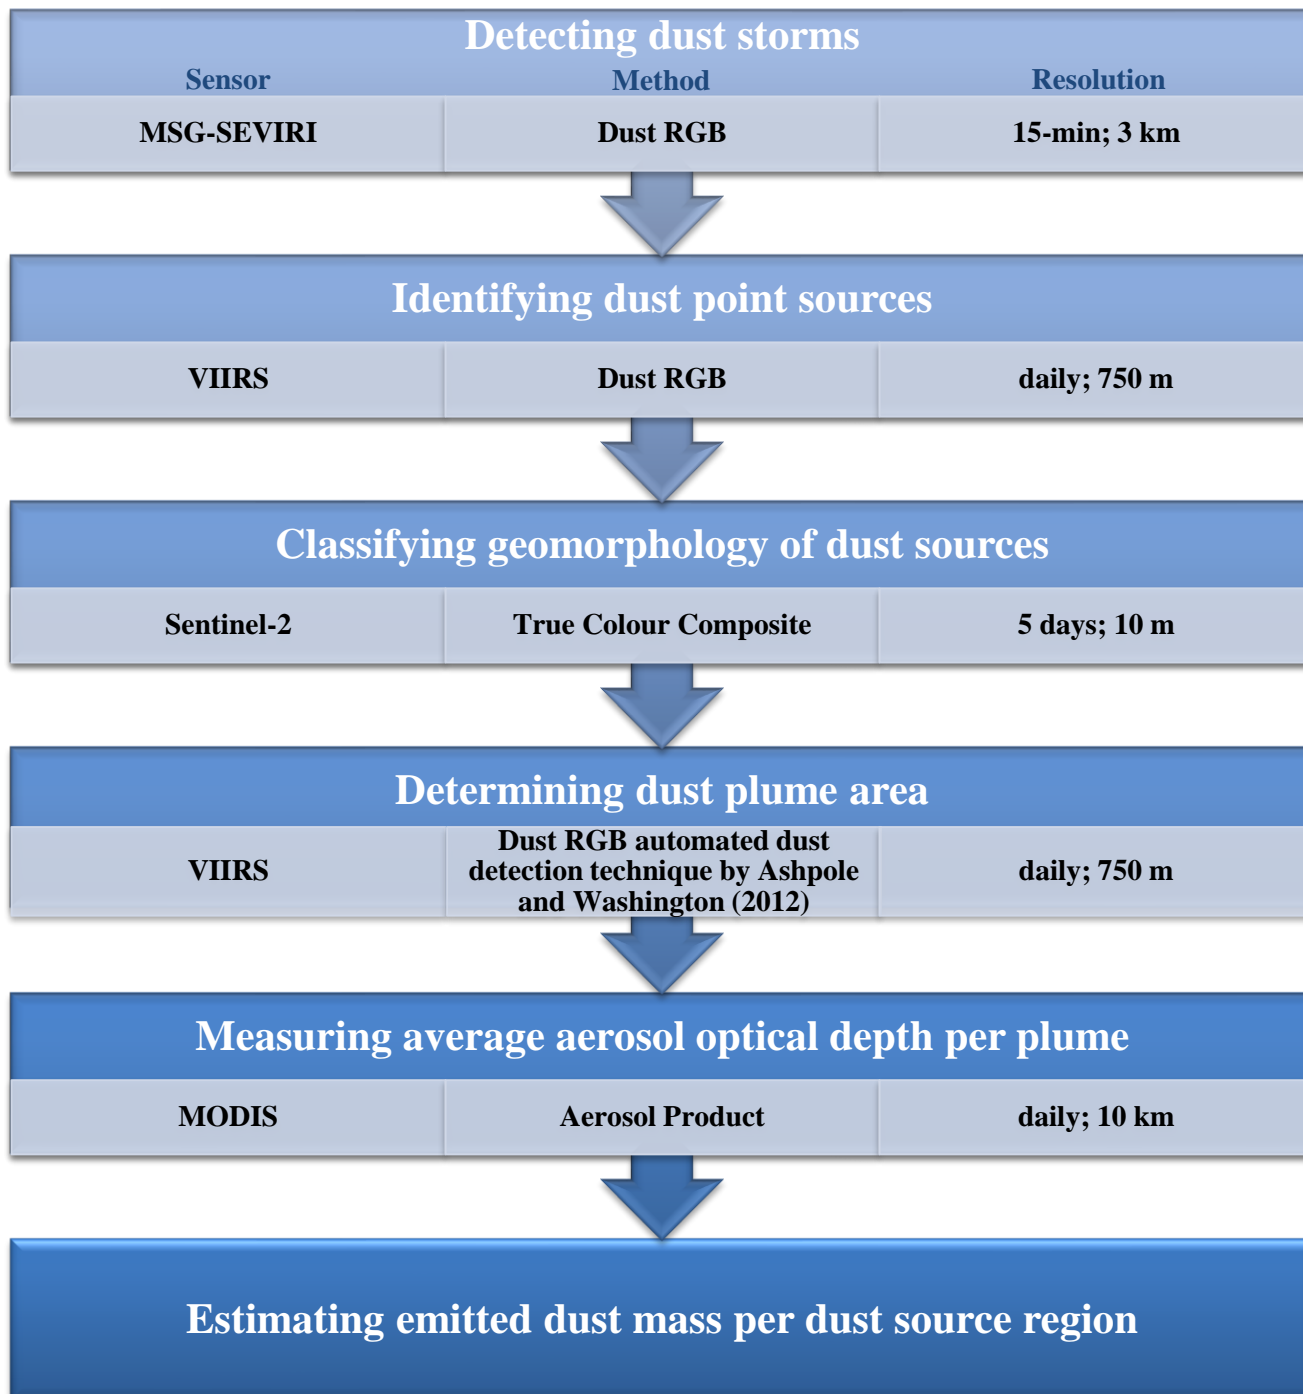 Detecting dust storms
Sensor Method Resolution
MSG-SEVIRI Dust RGB 15-min; 3 km
Identifying dust point sources
VIIRS Dust RGB daily; 750 m
Classifying geomorphology of dust sources
Sentinel-2 True Colour Composite 5 days; 10 m
Determining dust plume area
VIIRS
Dust RGB automated dust
detection technique by Ashpole
and Washington (2012)
daily; 750 m
Measuring average aerosol optical depth per plume
MODIS Aerosol Product daily; 10 km
Estimating emitted dust mass per dust source region